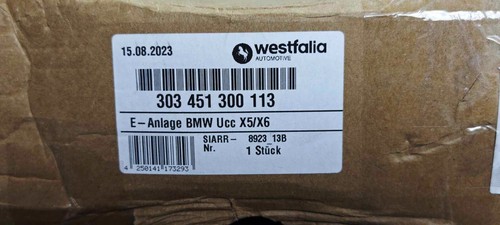 15.08.2023
westfalia
AUTOMOTIVE
303 451 300 113
E-Anlage BMW Ucc X5/X6
SIARR- 8923_13B
Nr. 1 Stück
4 250141 173293